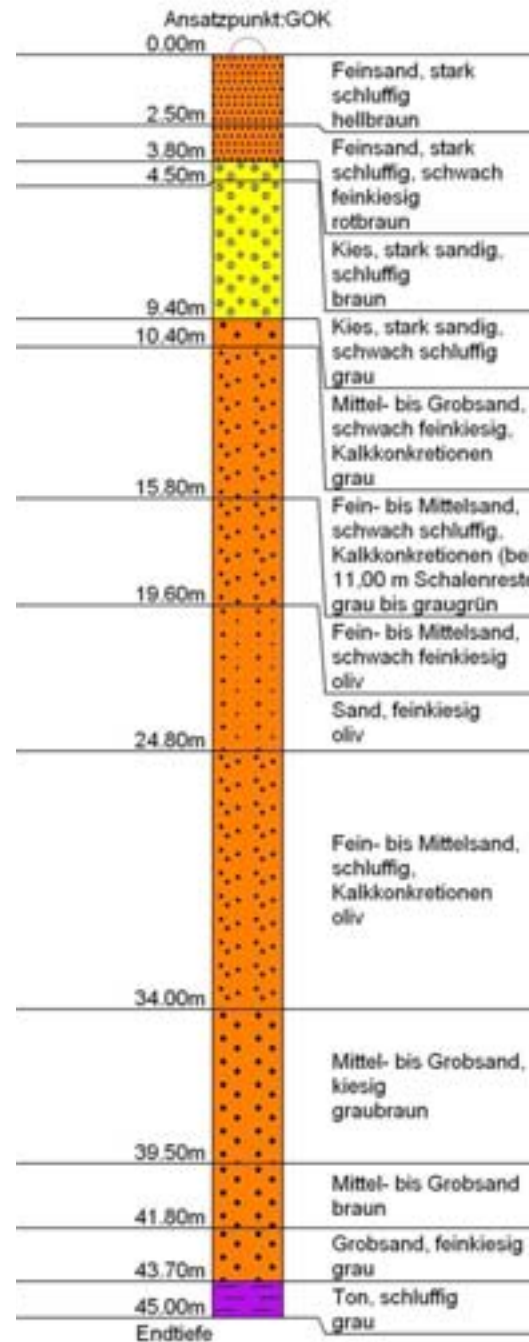 Ansatzpunkt:GOK
0.00m
Feinsand, stark
schluffig
hellbraun
2.50m
Feinsand, stark
schluffig, schwach
feinkiesig
rotbraun
3.80m
Kies, stark sandig,
schluffig
braun
4.50m
Kies, stark sandig,
schwach schluffig
grau
9.40m
Mittel- bis Grobsand,
schwach feinkiesig,
Kalkkonkretionen
grau
10.40m
Fein- bis Mittelsand,
schwach schluffig,
Kalkkonkretionen (be
11,00 m Schalenreste
grau bis graugrün
15.80m
Fein- bis Mittelsand,
schwach feinkiesig
oliv
19.60m
Sand, feinkiesig
oliv
24.80m
Fein- bis Mittelsand,
schluffig,
Kalkkonkretionen
oliv
34.00m
Mittel- bis Grobsand,
kiesig
graubraun
39.50m
Mittel- bis Grobsand
braun
41.80m
Grobsand, feinkiesig
grau
43.70m
Ton, schluffig
grau
45.00m
Endtiefe